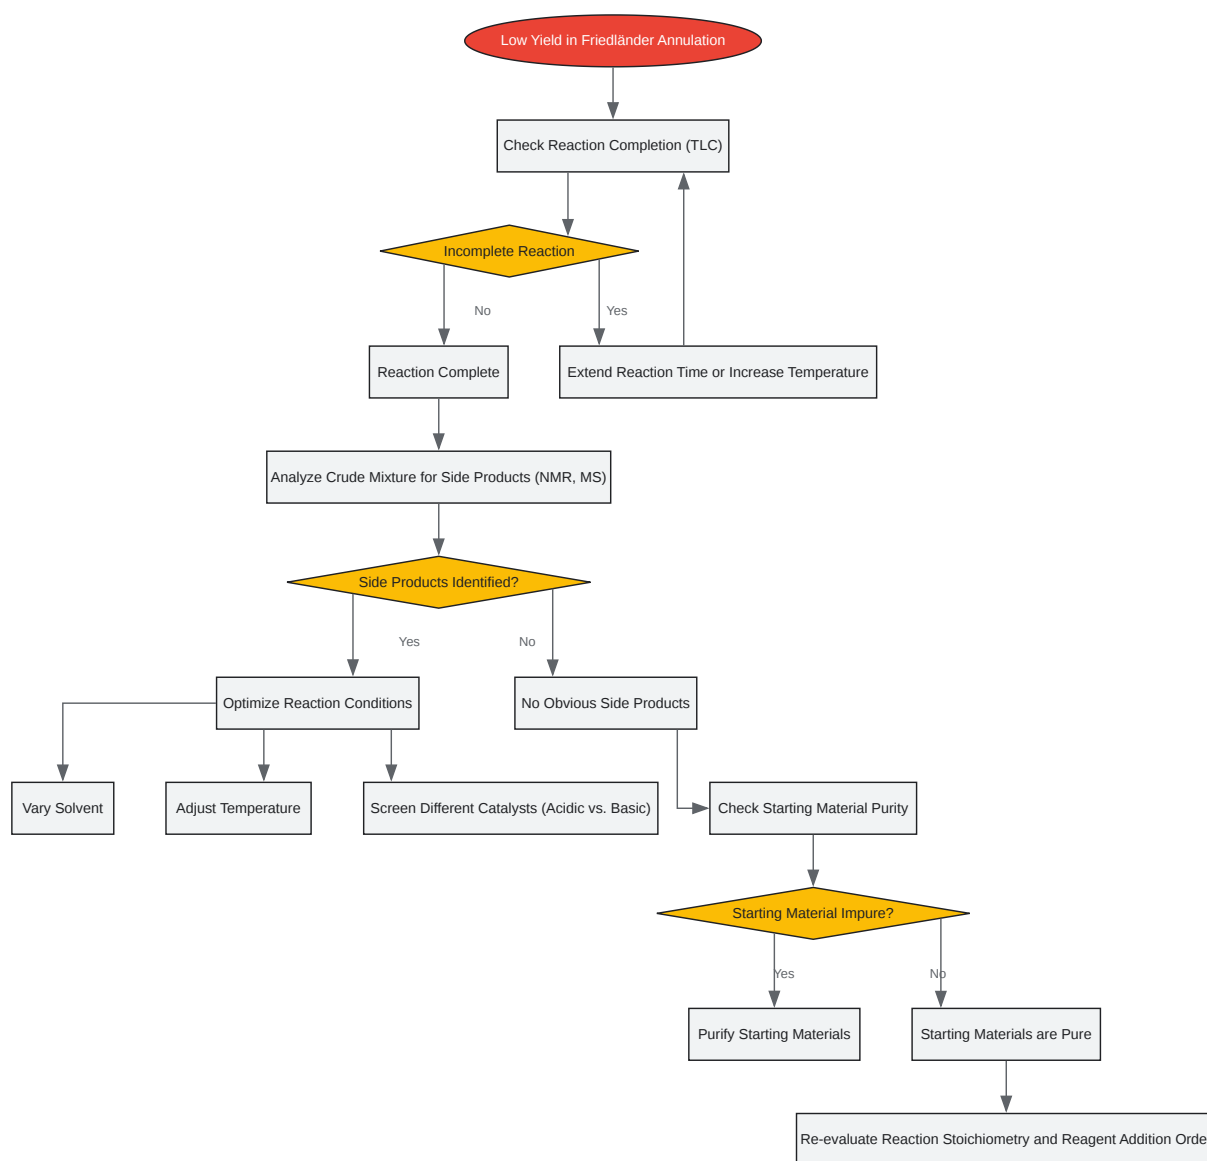 Low Yield in Friedländer Annulation
Check Reaction Completion (TLC)
Incomplete Reaction
No
Yes
Reaction Complete
Extend Reaction Time or Increase Temperature
Analyze Crude Mixture for Side Products (NMR, MS)
Side Products Identified?
Yes
No
Optimize Reaction Conditions
No Obvious Side Products
Vary Solvent
Adjust Temperature
Screen Different Catalysts (Acidic vs. Basic)
Check Starting Material Purity
Starting Material Impure?
Yes
No
Purify Starting Materials
Starting Materials are Pure
Re-evaluate Reaction Stoichiometry and Reagent Addition Orde